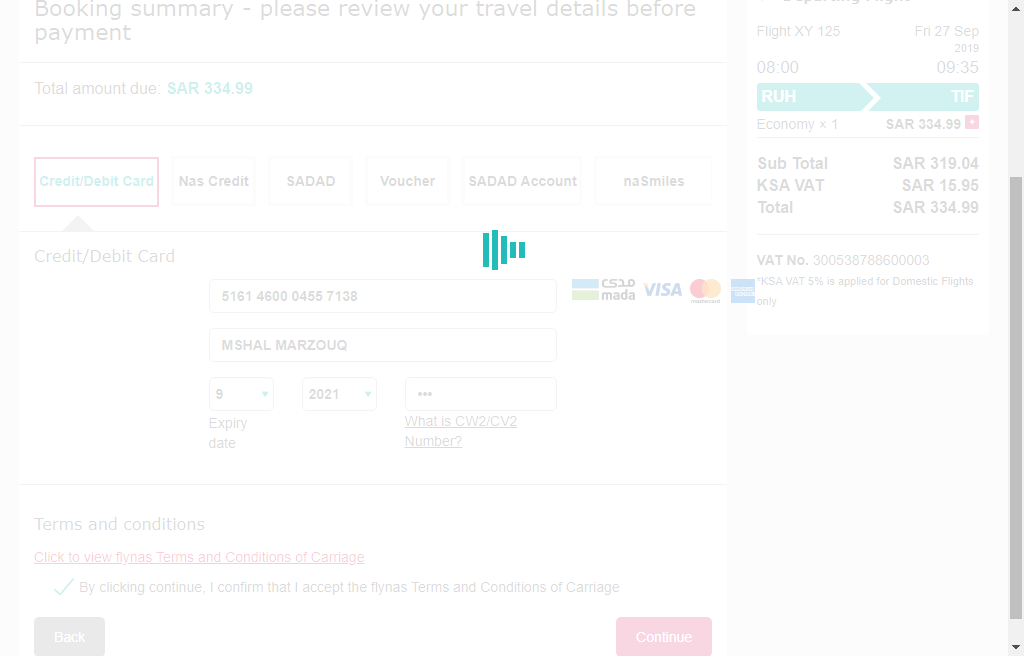 Booking summary - please review your travel details before
payment
Total amount due: SAR 334.99
Credit/Debit Card
Nas Credit
SADAD
Voucher
SADAD Account
naSmiles
Credit/Debit Card
5161 4600 0455 7138
مدى
mada
VISA
mastercard
MSHAL MARZOUQ
9
2021
•••
Expiry
date
What is CW2/CV2
Number?
Terms and conditions
Click to view flynas Terms and Conditions of Carriage
By clicking continue, I confirm that I accept the flynas Terms and Conditions of Carriage
Back
Continue
Departing Flight
Flight XY 125
Fri 27 Sep
2019
08:00
09:35
RUH
TIF
Economy × 1
SAR 334.99 +
Sub Total
SAR 319.04
KSA VAT
SAR 15.95
Total
SAR 334.99
VAT No. 300538788600003
*KSA VAT 5% is applied for Domestic Flights
only